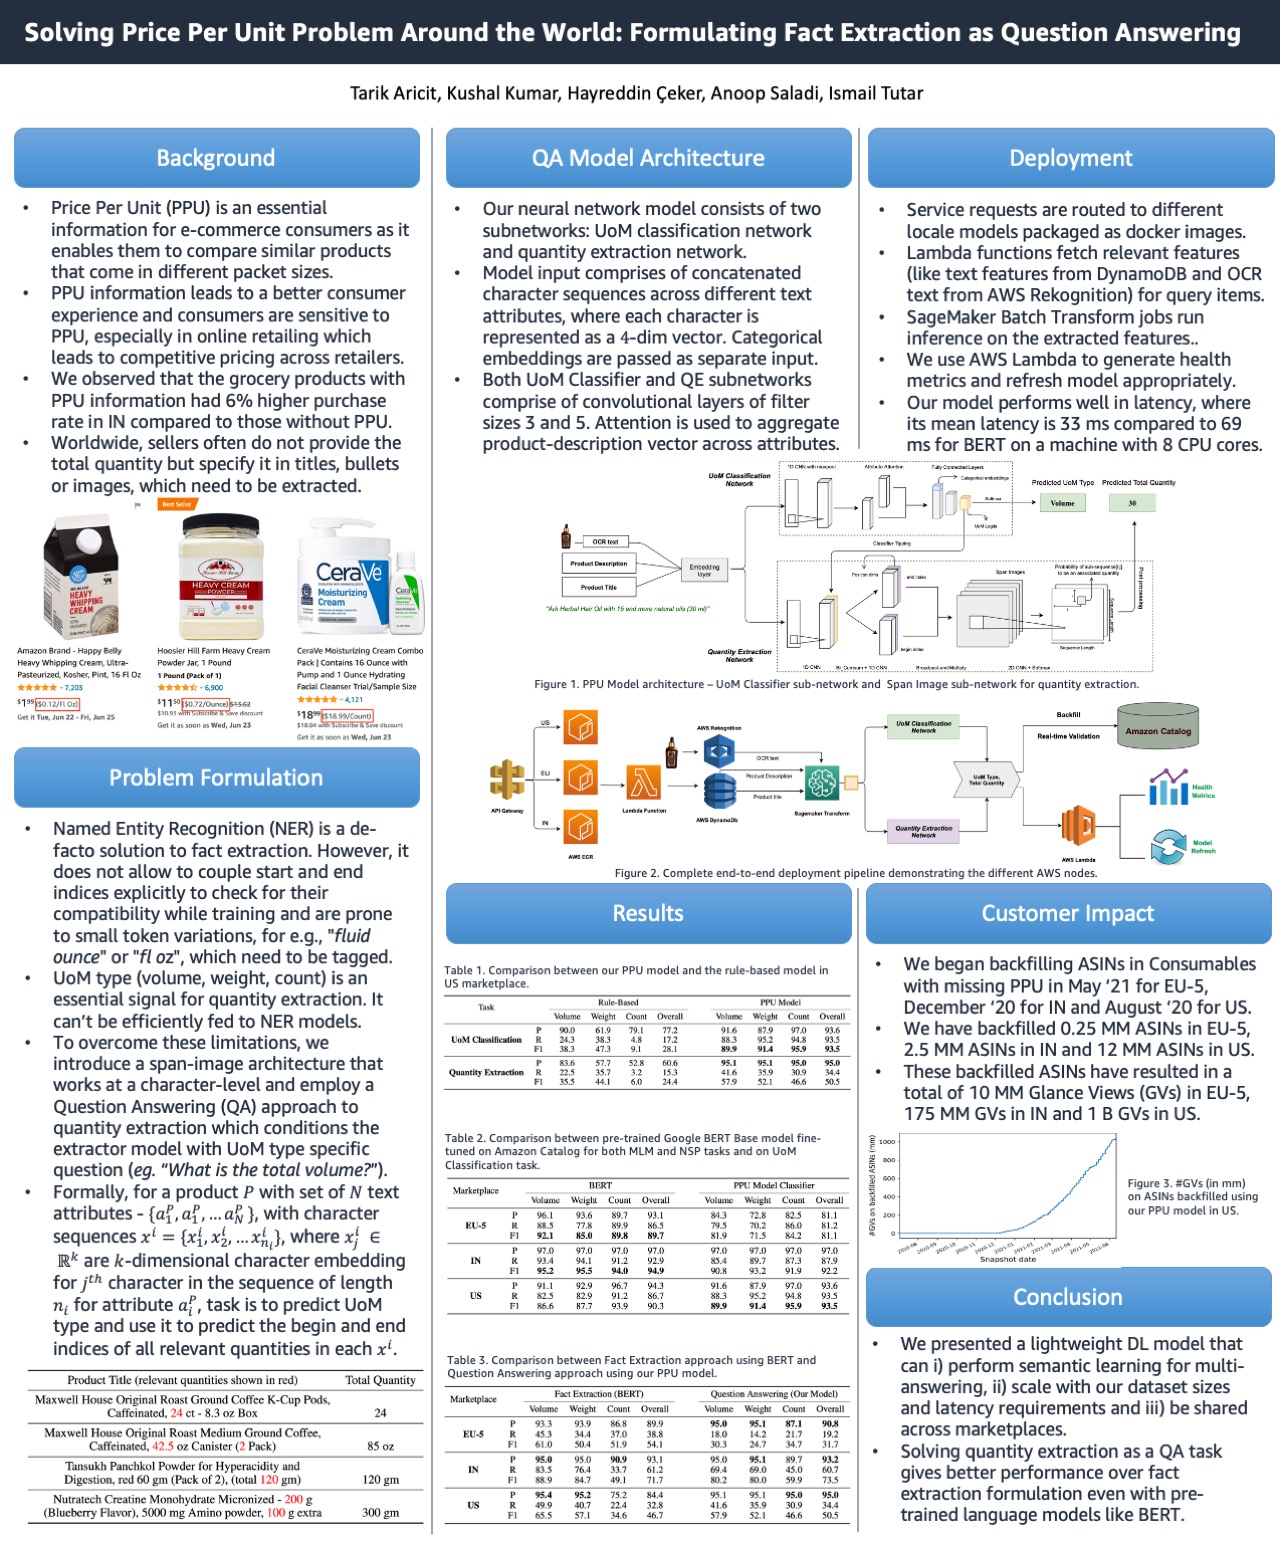 Solving Price Per Unit Problem Around the World: Formulating Fact Extraction as Question Answering
Tarik Aricit, Kushal Kumar, Hayreddin Çeker, Anoop Saladi, Ismail Tutar
Background
• Price Per Unit (PPU) is an essential
information for e-commerce consumers as it
enables them to compare similar products
that come in different packet sizes.
• PPU information leads to a better consumer
experience and consumers are sensitive to
PPU, especially in online retailing which
leads to competitive pricing across retailers.
• We observed that the grocery products with
PPU information had 6% higher purchase
rate in IN compared to those without PPU.
• Worldwide, sellers often do not provide the
total quantity but specify it in titles, bullets
or images, which need to be extracted.
Best Seller
HEAVY WHIPPING CREAM
HEAVY CREAM
POWDER
CeraVe
Moisturizing
Cream
Amazon Brand - Happy Belly
Heavy Whipping Cream, Ultra-
Pasteurized, Kosher, Pint, 16 Fl Oz
~ 7,203
$1.99 ($0.12/Fl Oz)
Get it Tue, Jun 22 - Fri, Jun 25
Hoosier Hill Farm Heavy Cream
Powder Jar, 1 Pound
1 Pound (Pack of 1)
~ 6,900
$11.50 ($0.72/Ounce) $13.62
$10.93 with Subscribe & Save discount
Get it as soon as Wed, Jun 23
CeraVe Moisturizing Cream Combo
Pack | Contains 16 Ounce with
Pump and 1 Ounce Hydrating
Facial Cleanser Trial/Sample Size
~ 4,121
$18.99 ($18.99/Count)
$18.04 with Subscribe & Save discount
Get it as soon as Wed, Jun 23
Problem Formulation
• Named Entity Recognition (NER) is a de-
facto solution to fact extraction. However, it
does not allow to couple start and end
indices explicitly to check for their
compatibility while training and are prone
to small token variations, for e.g., "fluid
ounce" or "fl oz", which need to be tagged.
• UoM type (volume, weight, count) is an
essential signal for quantity extraction. It
can't be efficiently fed to NER models.
• To overcome these limitations, we
introduce a span-image architecture that
works at a character-level and employ a
Question Answering (QA) approach to
quantity extraction which conditions the
extractor model with UoM type specific
question (eg. "What is the total volume?").
• Formally, for a product P with set of N text
attributes - {a₁ᴾ, a₁ᴾ, … a_Nᴾ}, with character
sequences xⁱ = {x₁ⁱ, x₂ⁱ, … x_{nᵢ}ⁱ}, where xⱼⁱ ∈
ℝᵏ are k-dimensional character embedding
for jᵗʰ character in the sequence of length
nᵢ for attribute aᵢᴾ, task is to predict UoM
type and use it to predict the begin and end
indices of all relevant quantities in each xⁱ.
Product Title (relevant quantities shown in red) Total Quantity
Maxwell House Original Roast Ground Coffee K-Cup Pods,
Caffeinated, 24 ct - 8.3 oz Box 24
Maxwell House Original Roast Medium Ground Coffee,
Caffeinated, 42.5 oz Canister (2 Pack) 85 oz
Tansukh Panchkol Powder for Hyperacidity and
Digestion, red 60 gm (Pack of 2), (total 120 gm) 120 gm
Nutratech Creatine Monohydrate Micronized - 200 g
(Blueberry Flavor), 5000 mg Amino powder, 100 g extra 300 gm
QA Model Architecture
• Our neural network model consists of two
subnetworks: UoM classification network
and quantity extraction network.
• Model input comprises of concatenated
character sequences across different text
attributes, where each character is
represented as a 4-dim vector. Categorical
embeddings are passed as separate input.
• Both UoM Classifier and QE subnetworks
comprise of convolutional layers of filter
sizes 3 and 5. Attention is used to aggregate
product-description vector across attributes.
Deployment
• Service requests are routed to different
locale models packaged as docker images.
• Lambda functions fetch relevant features
(like text features from DynamoDB and OCR
text from AWS Rekognition) for query items.
• SageMaker Batch Transform jobs run
inference on the extracted features..
• We use AWS Lambda to generate health
metrics and refresh model appropriately.
• Our model performs well in latency, where
its mean latency is 33 ms compared to 69
ms for BERT on a machine with 8 CPU cores.
UoM Classification
Network
1D CNN with maxpool
Attribute Attention
Fully Connected Layers
Categorical embeddings
Softmax
UoM Logits
Predicted UoM Type
Volume
Predicted Total Quantity
30
OCR text
Product Description
Product Title
Embedding
layer
"Ark Herbal Hair Oil with 15 and more natural oils (30 ml)"
Classifier Tipping
Position dims
end index
begin index
Span Images
Probability of sub-sequence[i:j]
to be an associated quantity
Sequence Length
Sequence Length
Post processing
Quantity Extraction
Network
1D CNN
Bi_Cumsum + 1D CNN
Broadcast and Multiply
2D CNN + Softmax
Figure 1. PPU Model architecture – UoM Classifier sub-network and Span Image sub-network for quantity extraction.
API Gateway
US
EU
IN
AWS ECR
Lambda Function
AWS Rekognition
AWS DynamoDb
OCR text
Product Description
Product title
Sagemaker Transform
UoM Classification
Network
Quantity Extraction
Network
UoM Type,
Total Quantity
Backfill
Real-time Validation
Amazon Catalog
AWS Lambda
Health
Metrics
Model
Refresh
Figure 2. Complete end-to-end deployment pipeline demonstrating the different AWS nodes.
Results
Table 1. Comparison between our PPU model and the rule-based model in
US marketplace.
Task Rule-Based PPU Model
Volume Weight Count Overall Volume Weight Count Overall
P 90.0 61.9 79.1 77.2 91.6 87.9 97.0 93.6
UoM Classification R 24.3 38.3 4.8 17.2 88.3 95.2 94.8 93.5
F1 38.3 47.3 9.1 28.1 89.9 91.4 95.9 93.5
P 83.6 57.7 52.8 60.6 95.1 95.1 95.0 95.0
Quantity Extraction R 22.5 35.7 3.2 15.3 41.6 35.9 30.9 34.4
F1 35.5 44.1 6.0 24.4 57.9 52.1 46.6 50.5
Table 2. Comparison between pre-trained Google BERT Base model fine-
tuned on Amazon Catalog for both MLM and NSP tasks and on UoM
Classification task.
Marketplace BERT PPU Model Classifier
Volume Weight Count Overall Volume Weight Count Overall
P 96.1 93.6 89.7 93.1 84.3 72.8 82.5 81.1
EU-5 R 88.5 77.8 89.9 86.5 79.5 70.2 86.0 81.2
F1 92.1 85.0 89.8 89.7 81.9 71.5 84.2 81.1
P 97.0 97.0 97.0 97.0 97.0 97.0 97.0 97.0
IN R 93.4 94.1 91.2 92.9 85.4 89.7 87.3 87.9
F1 95.2 95.5 94.0 94.9 90.8 93.2 91.9 92.2
P 91.1 92.9 96.7 94.3 91.6 87.9 97.0 93.6
US R 82.5 82.9 91.2 86.7 88.3 95.2 94.8 93.5
F1 86.6 87.7 93.9 90.3 89.9 91.4 95.9 93.5
Table 3. Comparison between Fact Extraction approach using BERT and
Question Answering approach using our PPU model.
Marketplace Fact Extraction (BERT) Question Answering (Our Model)
Volume Weight Count Overall Volume Weight Count Overall
P 93.3 93.9 86.8 89.9 95.0 95.1 87.1 90.8
EU-5 R 45.3 34.4 37.0 38.8 18.0 14.2 21.7 19.2
F1 61.0 50.4 51.9 54.1 30.3 24.7 34.7 31.7
P 95.0 95.0 90.9 93.1 95.0 95.1 89.7 93.2
IN R 83.5 76.4 33.7 61.2 69.4 69.0 45.0 60.7
F1 88.9 84.7 49.1 71.7 80.2 80.0 59.9 73.5
P 95.4 95.2 75.2 84.4 95.1 95.1 95.0 95.0
US R 49.9 40.7 22.4 32.8 41.6 35.9 30.9 34.4
F1 65.5 57.1 34.6 46.7 57.9 52.1 46.6 50.5
Customer Impact
• We began backfilling ASINs in Consumables
with missing PPU in May '21 for EU-5,
December '20 for IN and August '20 for US.
• We have backfilled 0.25 MM ASINs in EU-5,
2.5 MM ASINs in IN and 12 MM ASINs in US.
• These backfilled ASINs have resulted in a
total of 10 MM Glance Views (GVs) in EU-5,
175 MM GVs in IN and 1 B GVs in US.
#GVs on backfilled ASINs (mm)
1000
800
600
400
200
0
2020-08 2020-09 2020-10 2020-11 2020-12 2021-01 2021-02 2021-03 2021-04 2021-05 2021-06
Snapshot date
Figure 3. #GVs (in mm)
on ASINs backfilled using
our PPU model in US.
Conclusion
• We presented a lightweight DL model that
can i) perform semantic learning for multi-
answering, ii) scale with our dataset sizes
and latency requirements and iii) be shared
across marketplaces.
• Solving quantity extraction as a QA task
gives better performance over fact
extraction formulation even with pre-
trained language models like BERT.